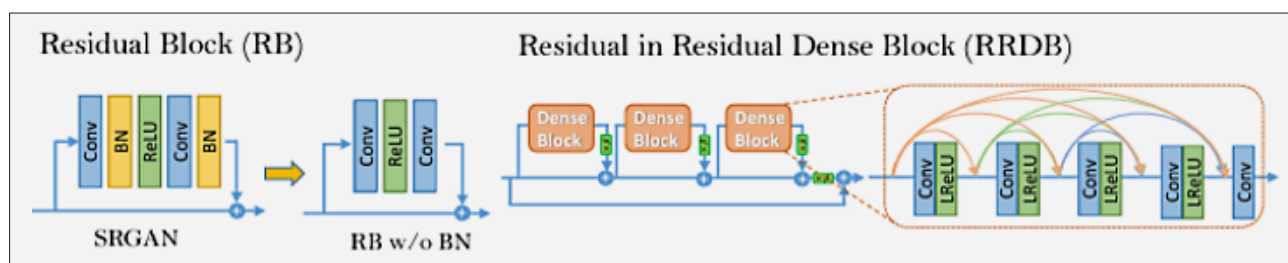 Residual Block (RB)
Conv
BN
ReLU
Conv
BN
SRGAN
Conv
ReLU
Conv
RB w/o BN
Residual in Residual Dense Block (RRDB)
Dense
Block
Dense
Block
Dense
Block
Conv
LReLU
Conv
LReLU
Conv
LReLU
Conv
LReLU
Conv